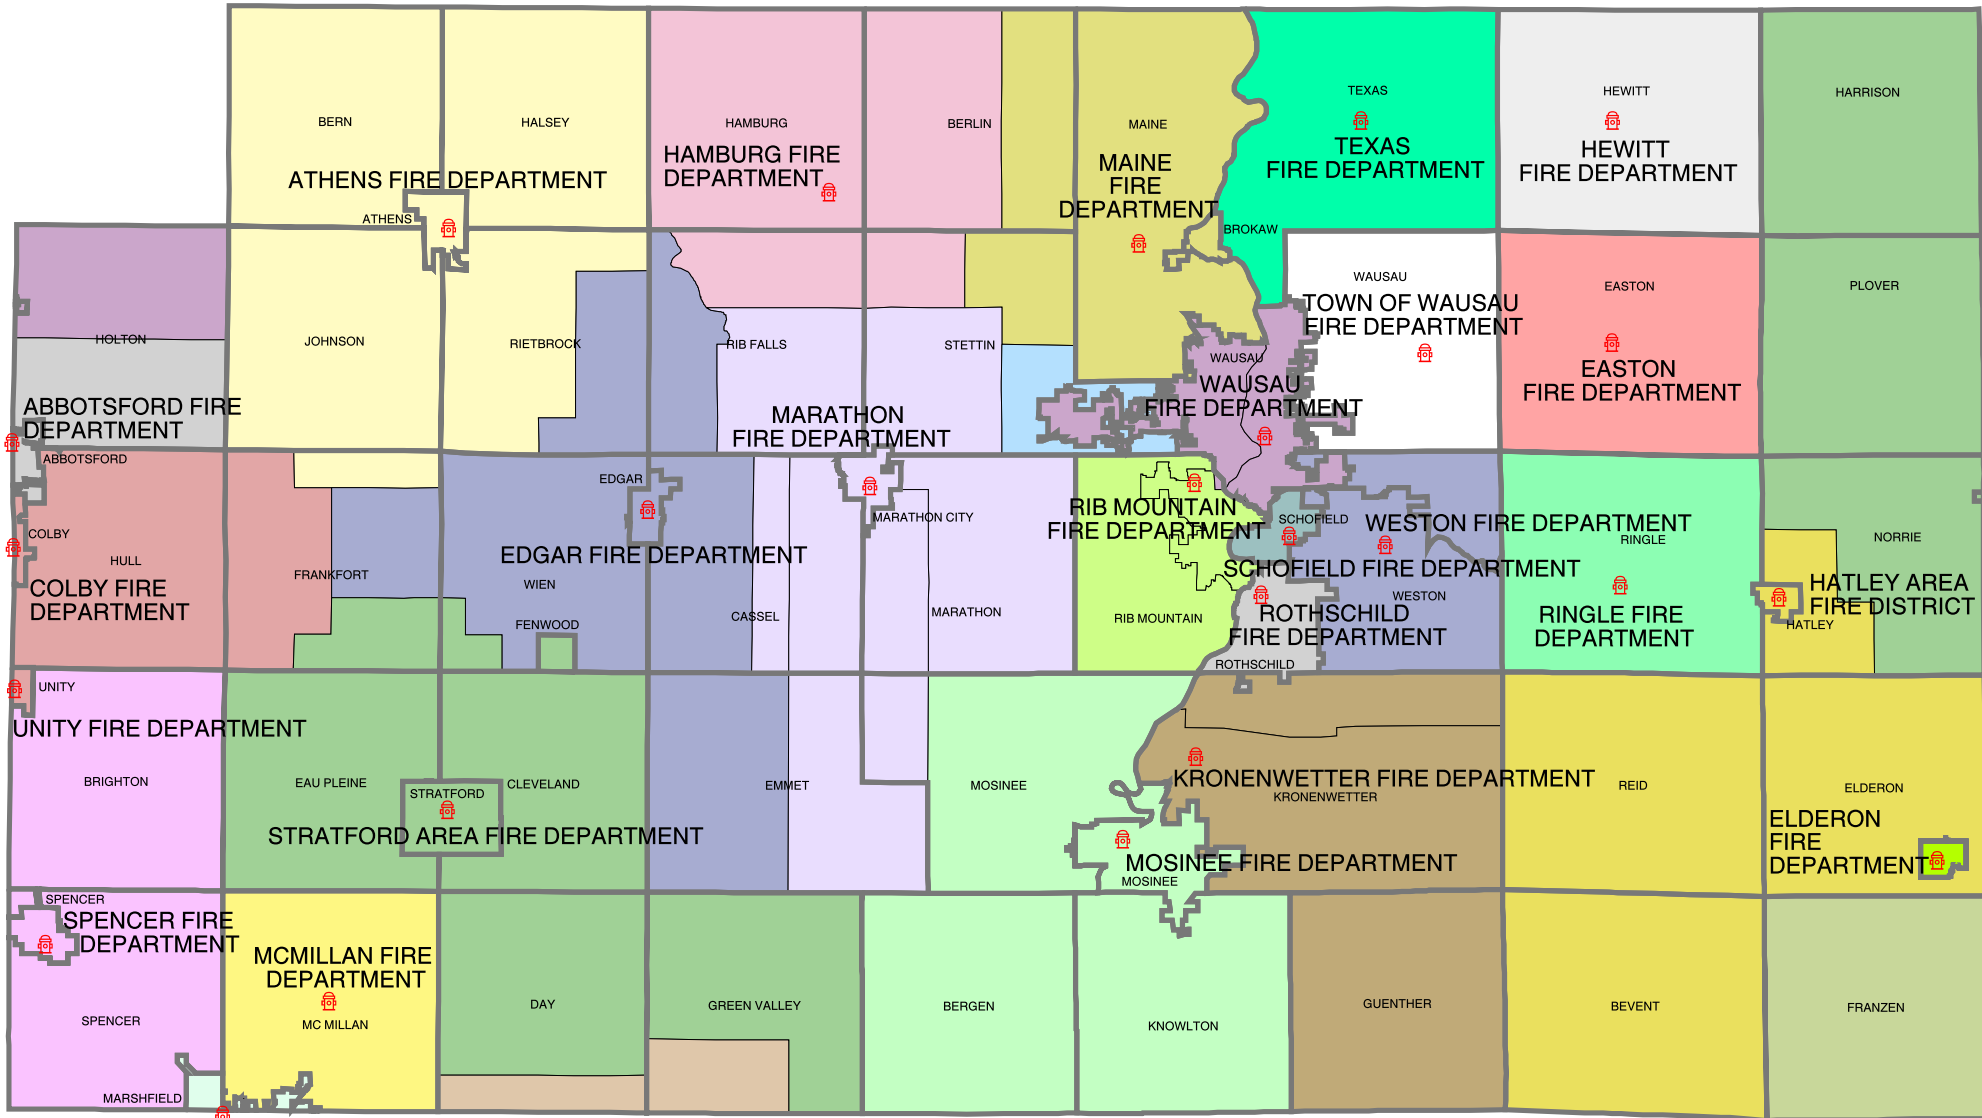 BERN
HALSEY
HAMBURG
BERLIN
MAINE
TEXAS
HEWITT
HARRISON
ATHENS FIRE DEPARTMENT
HAMBURG FIRE
DEPARTMENT
MAINE
FIRE
DEPARTMENT
TEXAS
FIRE DEPARTMENT
HEWITT
FIRE DEPARTMENT
ATHENS
BROKAW
HOLTON
JOHNSON
RIETBROCK
RIB FALLS
STETTIN
WAUSAU
TOWN OF WAUSAU
FIRE DEPARTMENT
EASTON
PLOVER
WAUSAU
WAUSAU
FIRE DEPARTMENT
EASTON
FIRE DEPARTMENT
ABBOTSFORD FIRE
DEPARTMENT
MARATHON
FIRE DEPARTMENT
ABBOTSFORD
EDGAR
MARATHON CITY
RIB MOUNTAIN
FIRE DEPARTMENT
SCHOFIELD
WESTON FIRE DEPARTMENT
RINGLE
NORRIE
COLBY
HULL
COLBY FIRE
DEPARTMENT
FRANKFORT
EDGAR FIRE DEPARTMENT
WIEN
CASSEL
MARATHON
RIB MOUNTAIN
SCHOFIELD FIRE DEPARTMENT
WESTON
ROTHSCHILD
FIRE DEPARTMENT
RINGLE FIRE
DEPARTMENT
HATLEY AREA
FIRE DISTRICT
HATLEY
FENWOOD
ROTHSCHILD
UNITY
UNITY FIRE DEPARTMENT
BRIGHTON
EAU PLEINE
STRATFORD
CLEVELAND
STRATFORD AREA FIRE DEPARTMENT
EMMET
MOSINEE
KRONENWETTER FIRE DEPARTMENT
KRONENWETTER
REID
ELDERON
ELDERON
FIRE
DEPARTMENT
MOSINEE FIRE DEPARTMENT
MOSINEE
SPENCER
SPENCER FIRE
DEPARTMENT
MCMILLAN FIRE
DEPARTMENT
SPENCER
MC MILLAN
DAY
GREEN VALLEY
BERGEN
KNOWLTON
GUENTHER
BEVENT
FRANZEN
MARSHFIELD